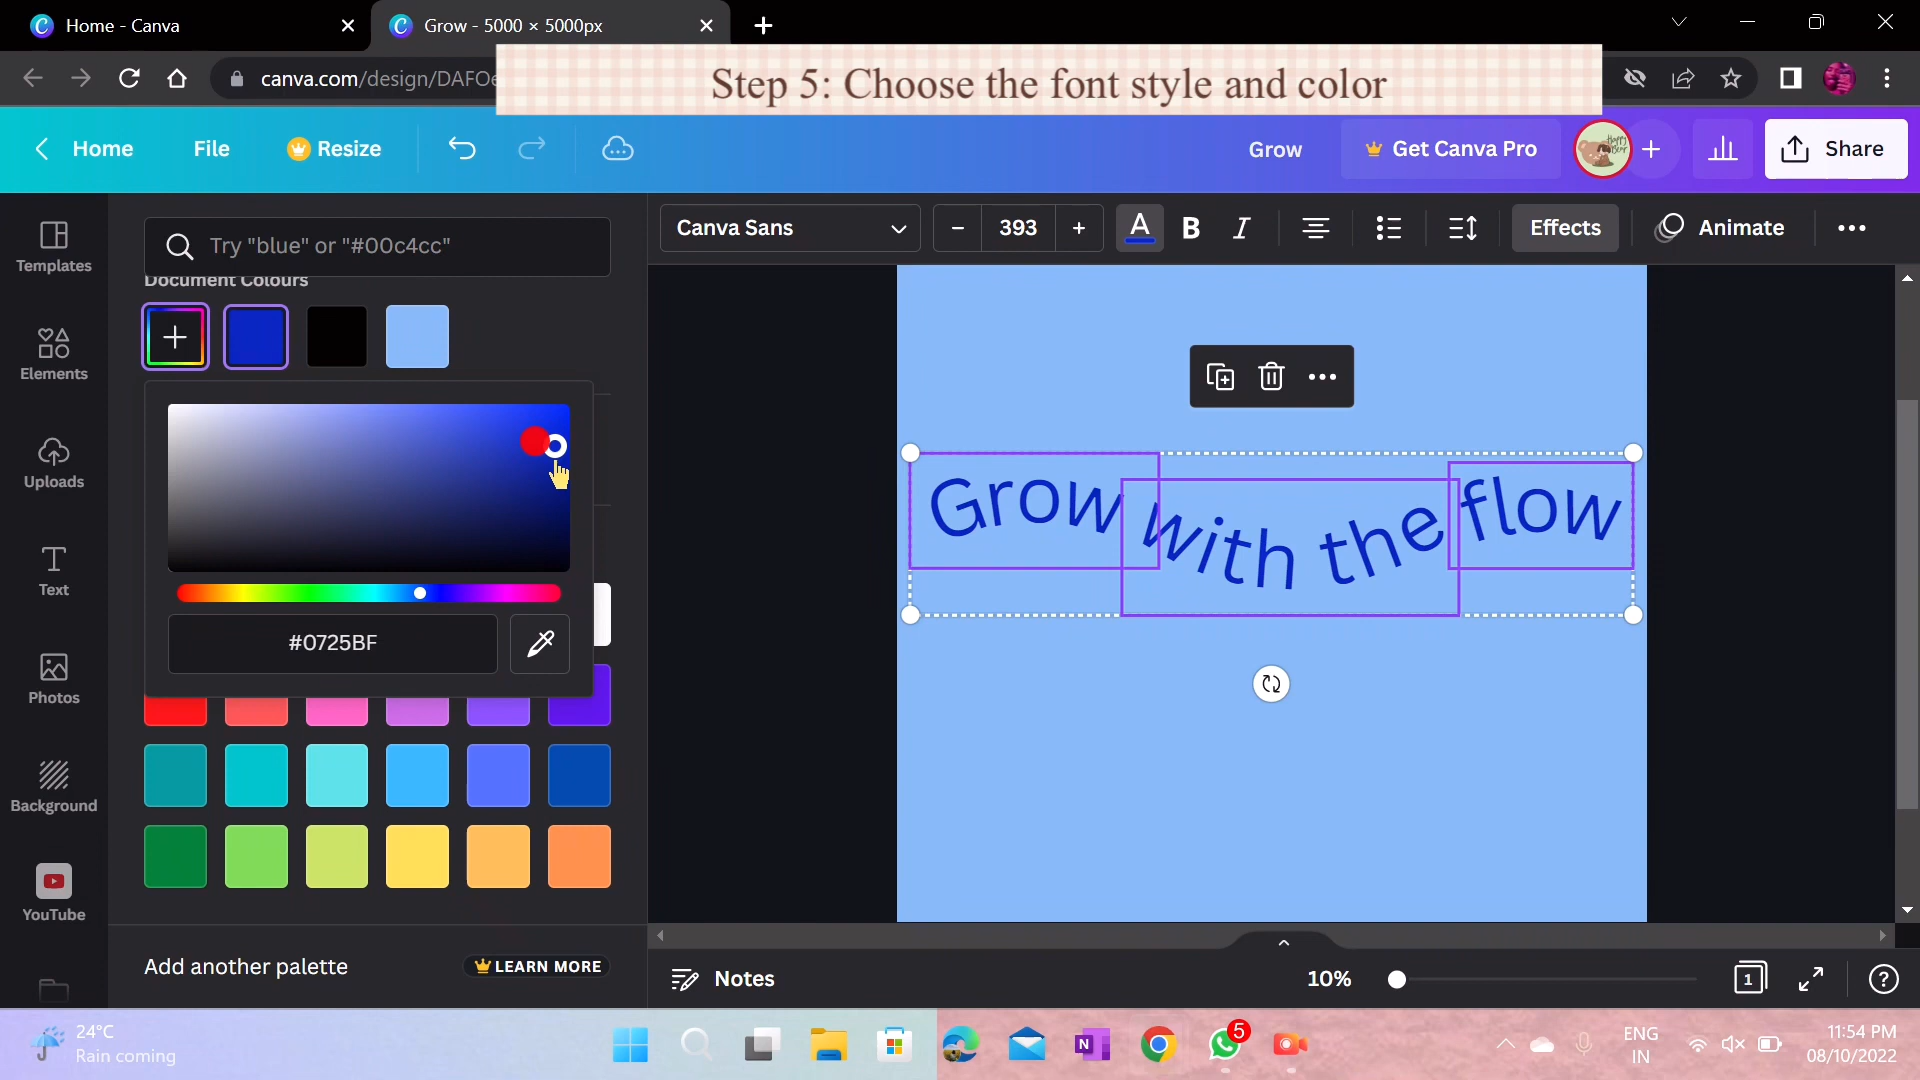 Home - Canva
Grow - 5000 × 5000px
canva.com/design/DAFO
Step 5: Choose the font style and color
Home
File
Resize
Grow
Get Canva Pro
Share
Templates
Elements
Uploads
Text
Photos
Background
YouTube
Try "blue" or "#00c4cc"
Document Colours
#0725BF
Add another palette
LEARN MORE
Canva Sans
393
A
B
I
Effects
Animate
Grow with the flow
Notes
10%
1
24°C
Rain coming
5
ENG
IN
11:54 PM
08/10/2022